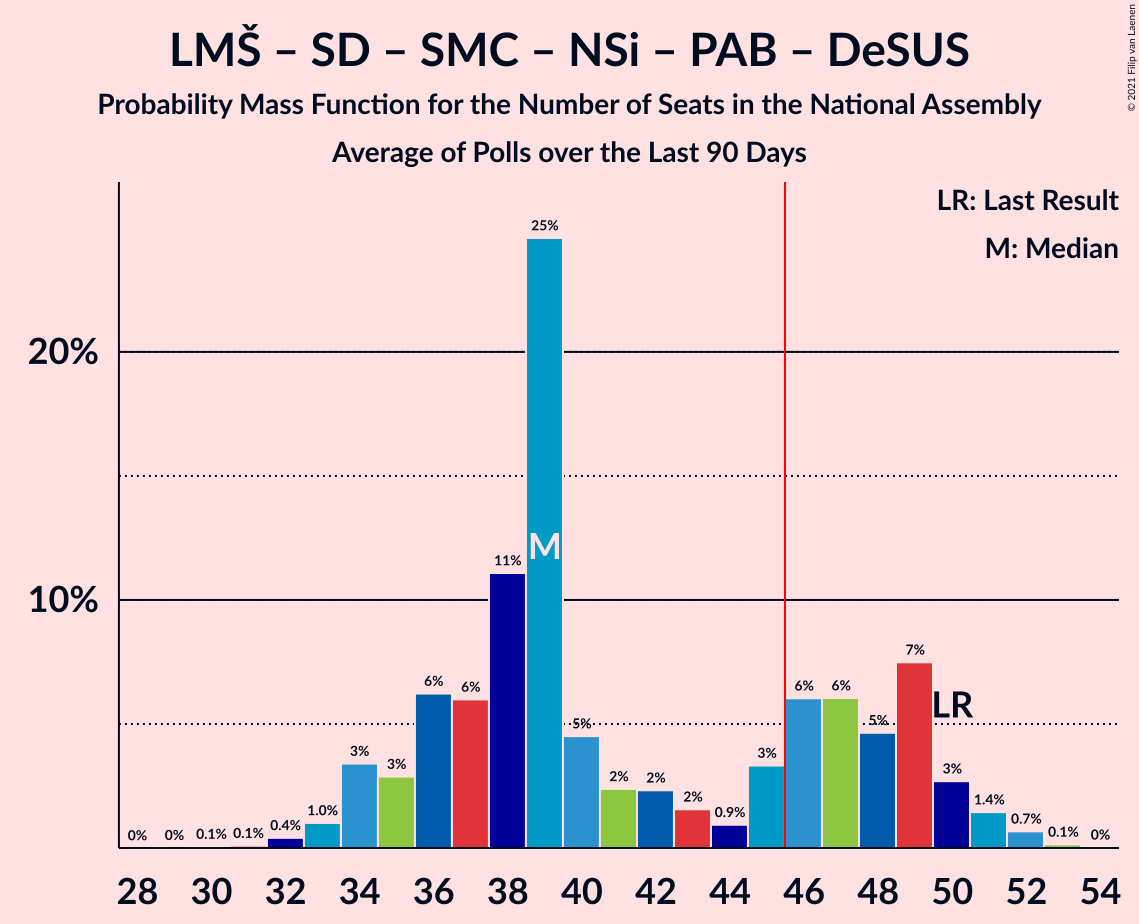 LMŠ – SD – SMC – NSi – PAB – DeSUS
Probability Mass Function for the Number of Seats in the National Assembly
Average of Polls over the Last 90 Days
© 2021 Filip van Laenen
LR: Last Result
M: Median
20%
10%
0% 0% 0.1% 0.1% 0.4% 1.0% 3% 3% 6% 6% 11% 25% 5% 2% 2% 2% 0.9% 3% 6% 6% 5% 7% 3% 1.4% 0.7% 0.1% 0%
M
LR
28 30 32 34 36 38 40 42 44 46 48 50 52 54